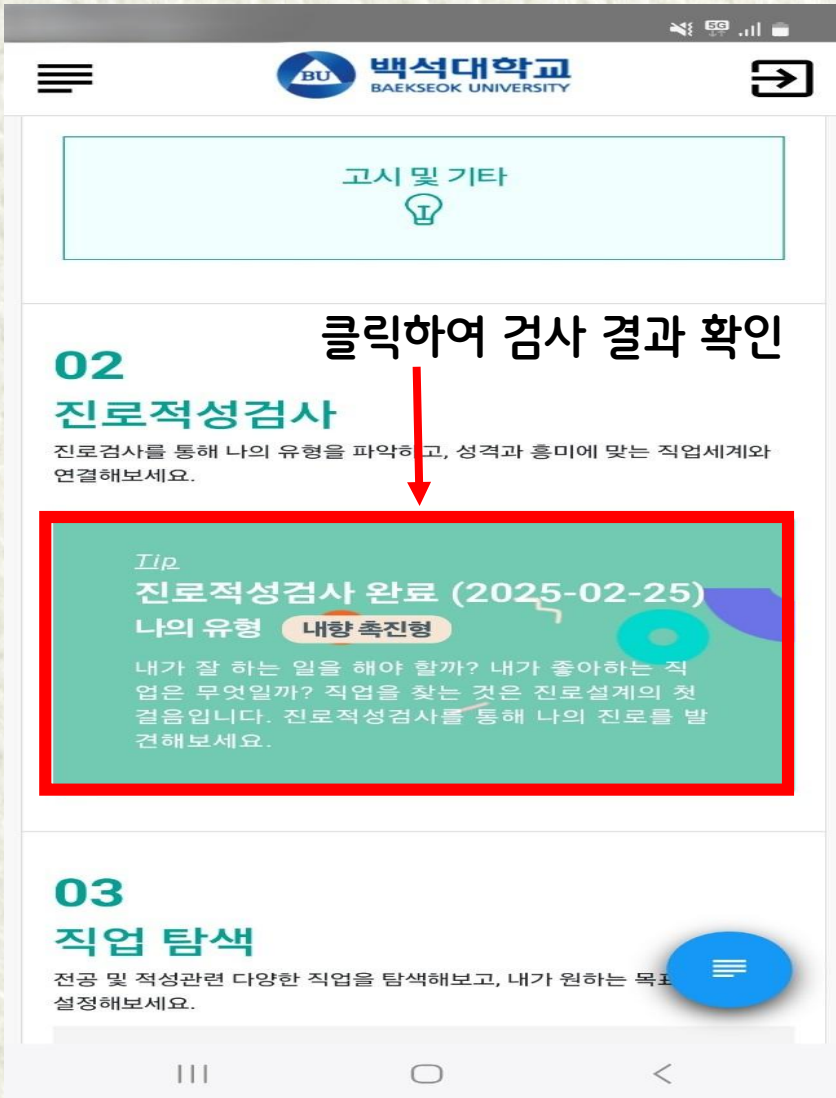 5G
BU
백석대학교
BAEKSEOK UNIVERSITY
고시 및 기타
클릭하여 검사 결과 확인
02
진로적성검사
진로검사를 통해 나의 유형을 파악하고, 성격과 흥미에 맞는 직업세계와
연결해보세요.
Tip
진로적성검사 완료 (2025-02-25)
나의 유형 내향 촉진형
내가 잘 하는 일을 해야 할까? 내가 좋아하는 직
업은 무엇일까? 직업을 찾는 것은 진로설계의 첫
걸음입니다. 진로적성검사를 통해 나의 진로를 발
견해보세요.
03
직업 탐색
전공 및 적성관련 다양한 직업을 탐색해보고, 내가 원하는
설정해보세요.